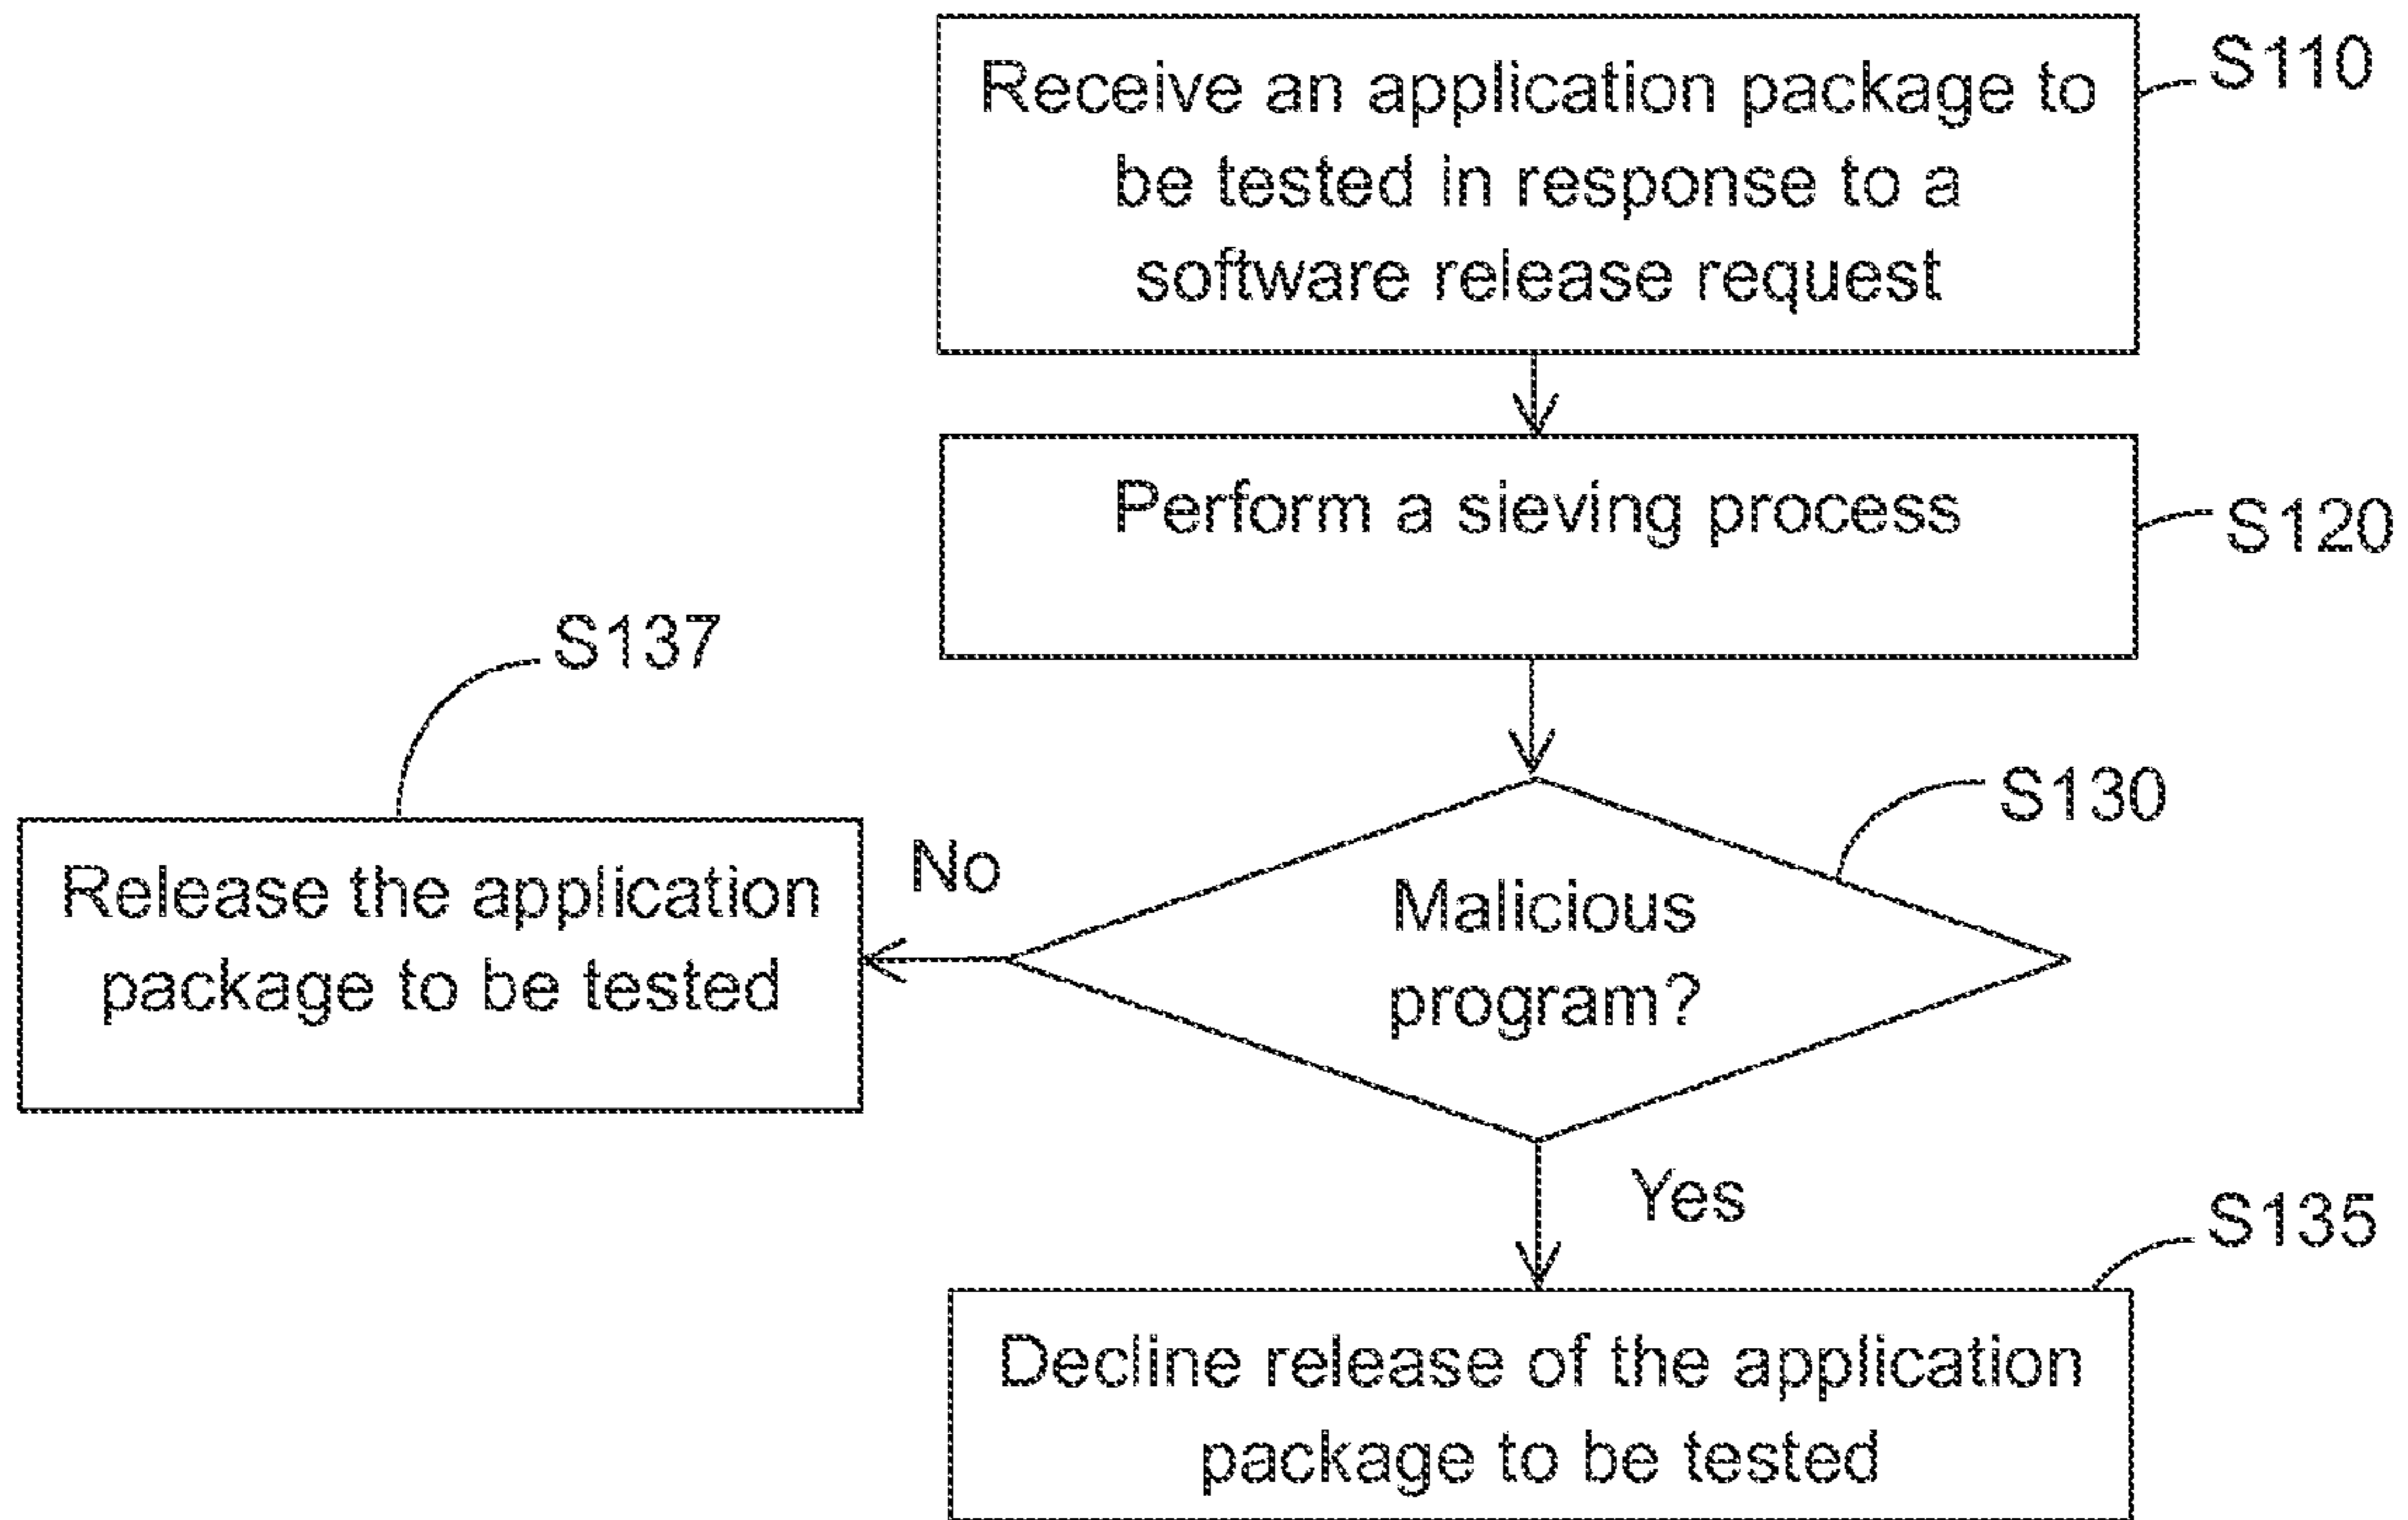 Receive an application package to
be tested in response to a
software release request
S110
Perform a sieving process
S120
S137
Release the application
package to be tested
No
Malicious
program?
S130
Yes
S135
Decline release of the application
package to be tested